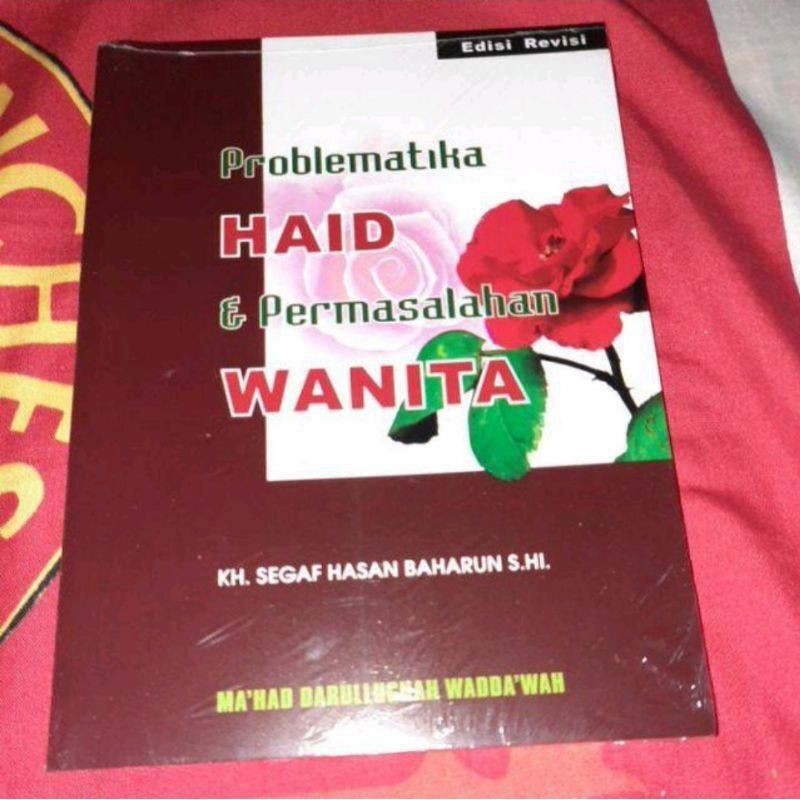 Edisi Revisi
Problematika
HAID
& Permasalahan
WANITA
KH. SEGAF HASAN BAHARUN S.HI.
MA'HAD DARULLUGHAH WADDA'WAH